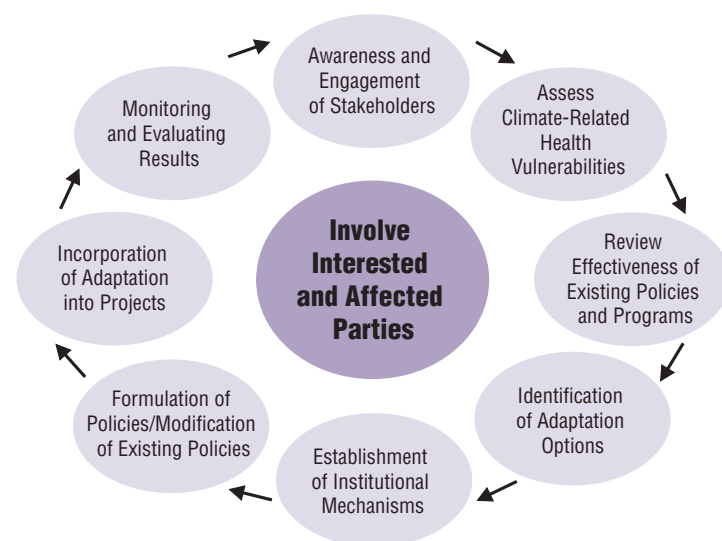 Awareness and
Engagement
of Stakeholders
Assess
Climate-Related
Health
Vulnerabilities
Review
Effectiveness of
Existing Policies
and Programs
Identification
of Adaptation
Options
Establishment
of Institutional
Mechanisms
Formulation of
Policies/Modification
of Existing Policies
Incorporation
of Adaptation
into Projects
Monitoring
and Evaluating
Results
Involve
Interested
and Affected
Parties